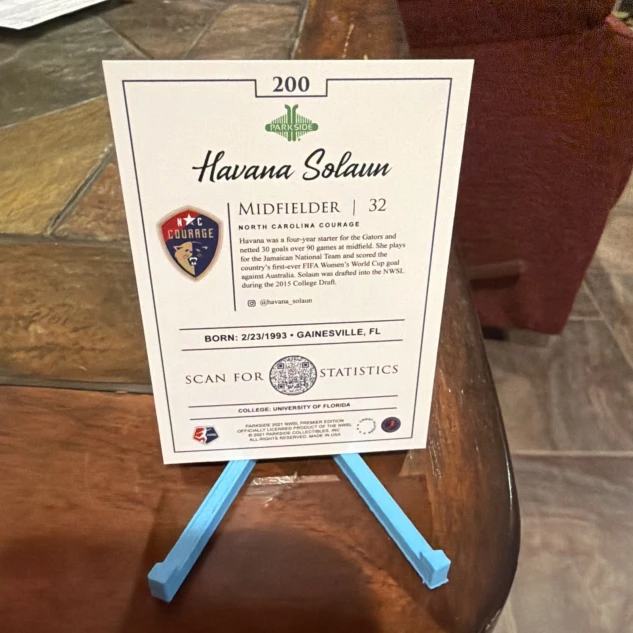 200
PARKSIDE
Havana Solaun
MIDFIELDER | 32
NORTH CAROLINA COURAGE
N C
COURAGE
Havana was a four-year starter for the Gators and
netted 30 goals over 90 games at midfield. She plays
for the Jamaican National Team and scored the
country's first-ever FIFA Women's World Cup goal
against Australia. Solaun was drafted into the NWSL
during the 2015 College Draft.
@havana_solaun
BORN: 2/23/1993 • GAINESVILLE, FL
SCAN FOR STATISTICS
COLLEGE: UNIVERSITY OF FLORIDA
PARKSIDE 2021 NWSL PREMIER EDITION
OFFICIALLY LICENSED PRODUCT OF THE NWSL
© 2021 PARKSIDE COLLECTIBLES, INC
ALL RIGHTS RESERVED. MADE IN USA